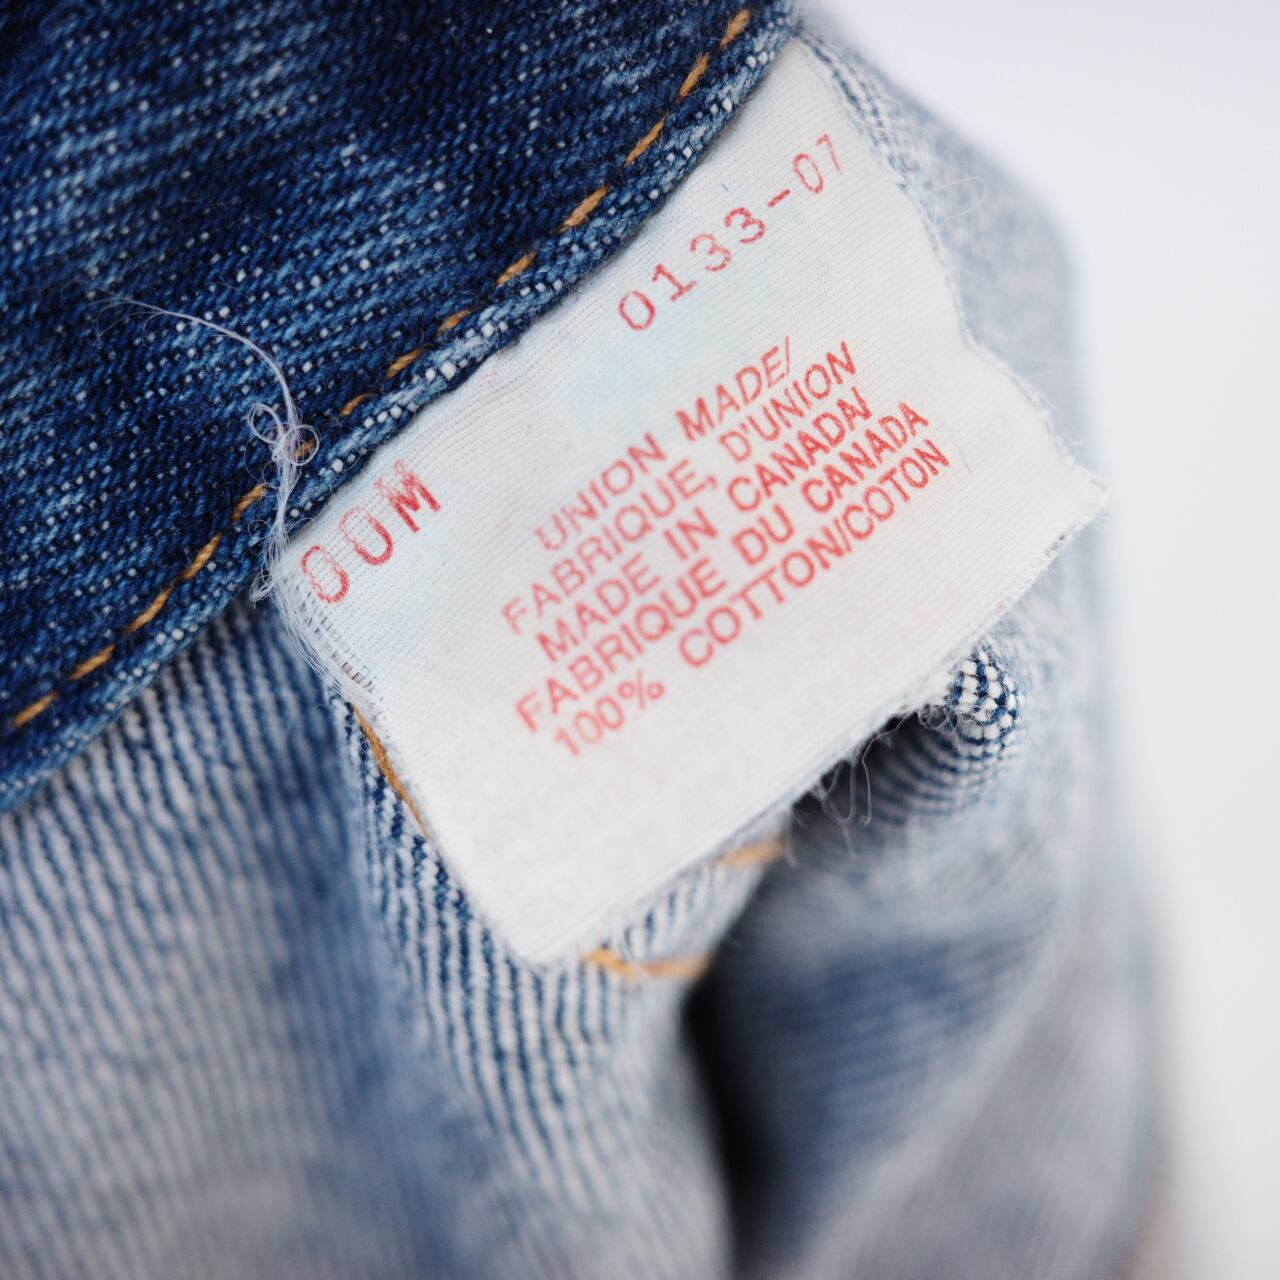 0133-07
00M
UNION MADE/
FABRIQUE, D'UNION
MADE IN CANADA/
FABRIQUE DU CANADA
100% COTTON/COTON